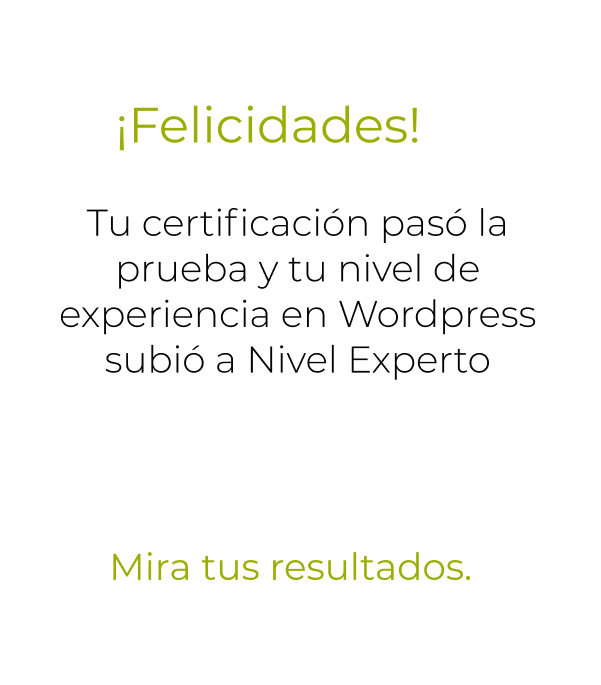 ¡Felicidades!
Tu certificación pasó la
prueba y tu nivel de
experiencia en Wordpress
subió a Nivel Experto
Mira tus resultados.